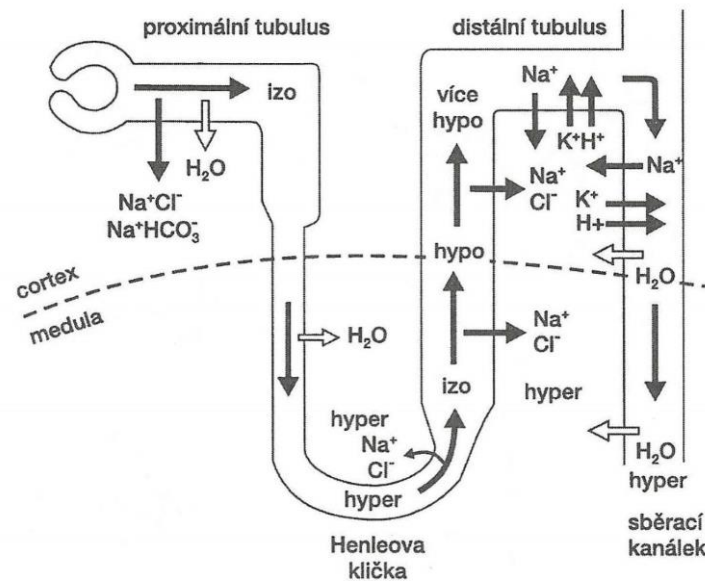 proximální tubulus
distální tubulus
izo
H₂O
Na⁺Cl⁻
Na⁺HCO₃⁻
cortex
medula
H₂O
hyper
Na⁺
Cl⁻
hyper
Henleova
klička
izo
hypo
více
hypo
Na⁺
K⁺H⁺
Na⁺
Cl⁻
Na⁺
Cl⁻
hyper
Na⁺
K⁺
H+
H₂O
H₂O
hyper
sběrací
kanálek